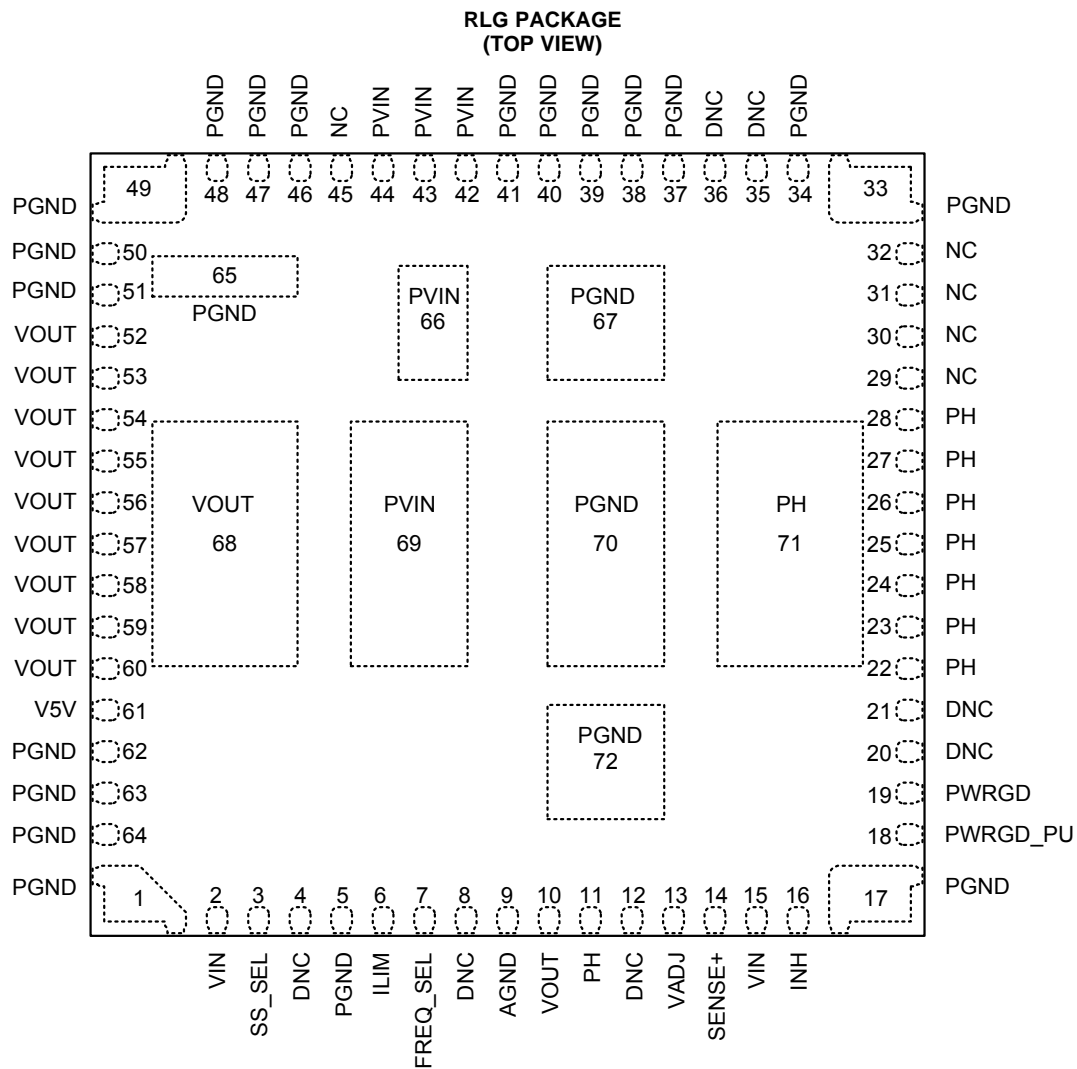 RLG PACKAGE
(TOP VIEW)
PGND PGND PGND NC PVIN PVIN PVIN PGND PGND PGND PGND PGND DNC DNC PGND
49 48 47 46 45 44 43 42 41 40 39 38 37 36 35 34 33
PGND PGND
PGND 50 32 NC
65
PGND 51 31 NC
PGND
PVIN
66
PGND
67
VOUT 52 30 NC
VOUT 53 29 NC
VOUT 54 28 PH
VOUT 55 27 PH
VOUT 56 VOUT PVIN PGND PH 26 PH
VOUT 57 68 69 70 71 25 PH
VOUT 58 24 PH
VOUT 59 23 PH
VOUT 60 22 PH
V5V 61 21 DNC
PGND
72
PGND 62 20 DNC
PGND 63 19 PWRGD
PGND 64 18 PWRGD_PU
PGND PGND
1 2 3 4 5 6 7 8 9 10 11 12 13 14 15 16 17
VIN SS_SEL DNC PGND ILIM FREQ_SEL DNC AGND VOUT PH DNC VADJ SENSE+ VIN INH